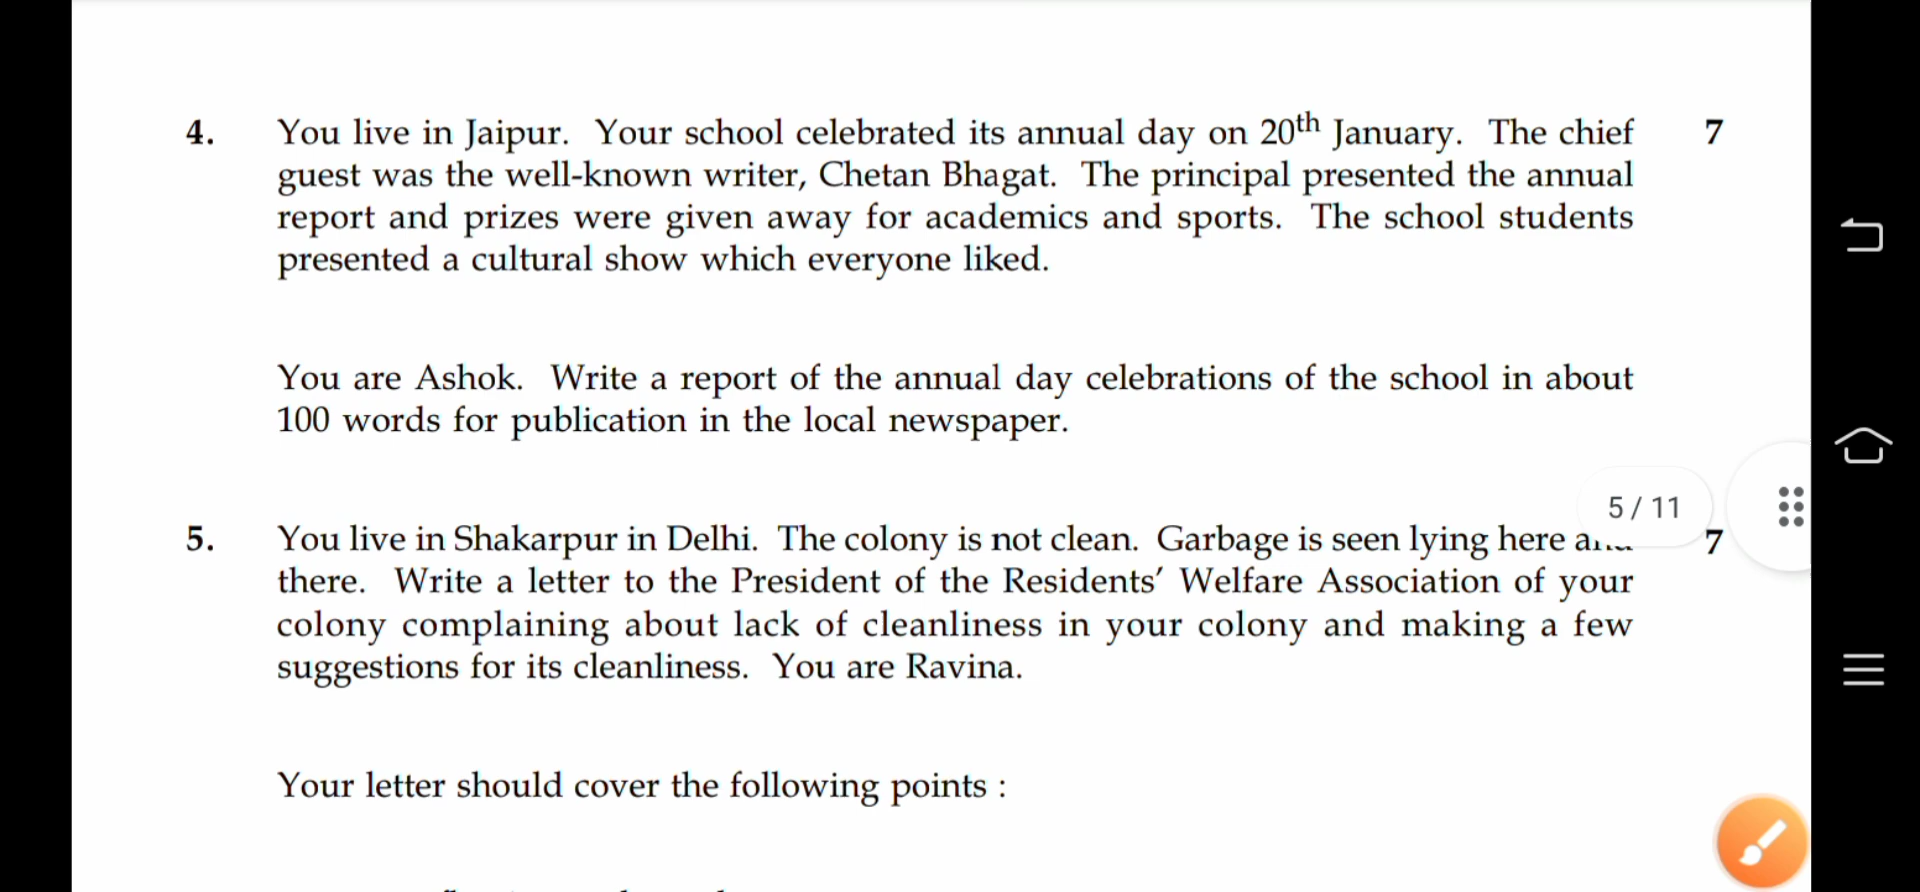 4. You live in Jaipur. Your school celebrated its annual day on 20th January. The chief 7
guest was the well-known writer, Chetan Bhagat. The principal presented the annual
report and prizes were given away for academics and sports. The school students
presented a cultural show which everyone liked.
You are Ashok. Write a report of the annual day celebrations of the school in about
100 words for publication in the local newspaper.
5 / 11
5. You live in Shakarpur in Delhi. The colony is not clean. Garbage is seen lying here 7
there. Write a letter to the President of the Residents' Welfare Association of your
colony complaining about lack of cleanliness in your colony and making a few
suggestions for its cleanliness. You are Ravina.
Your letter should cover the following points :